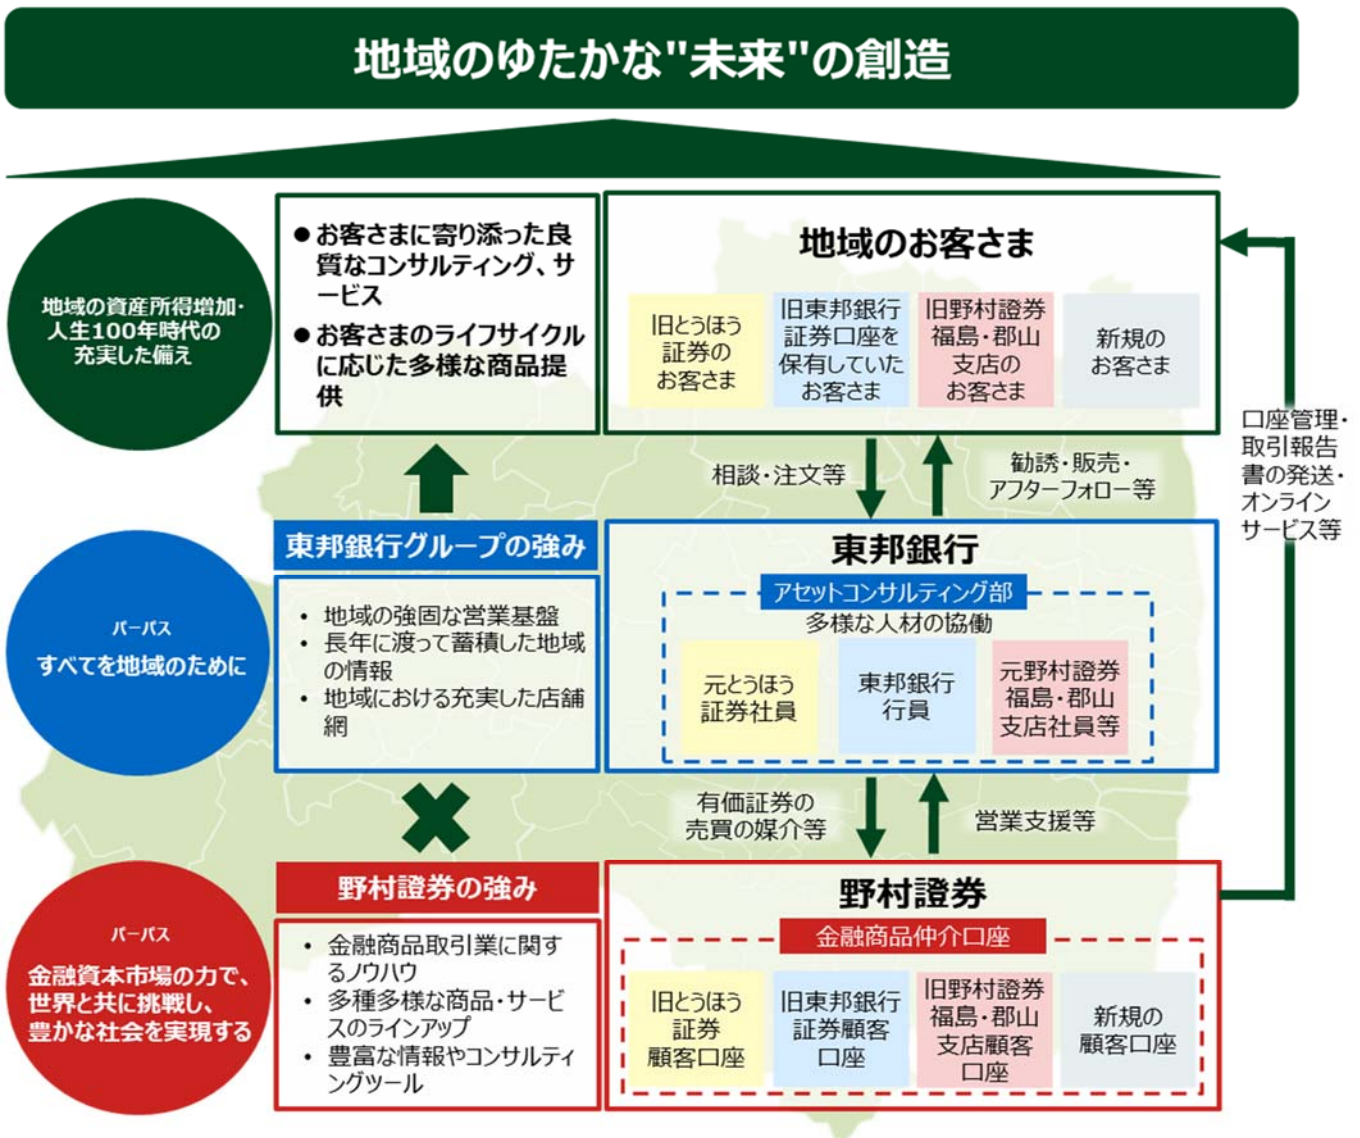 地域のゆたかな"未来"の創造
地域の資産所得増加・
人生100年時代の
充実した備え
● お客さまに寄り添った良
質なコンサルティング、サ
ービス
● お客さまのライフサイクル
に応じた多様な商品提
供
地域のお客さま
旧とうほう
証券の
お客さま
旧東邦銀行
証券口座を
保有していた
お客さま
旧野村證券
福島・郡山
支店の
お客さま
新規の
お客さま
相談・注文等
勧誘・販売・
アフターフォロー等
口座管理・
取引報告
書の発送・
オンライン
サービス等
パーパス
すべてを地域のために
東邦銀行グループの強み
• 地域の強固な営業基盤
• 長年に渡って蓄積した地域
の情報
• 地域における充実した店舗
網
東邦銀行
アセットコンサルティング部
多様な人材の協働
元とうほう
証券社員
東邦銀行
行員
元野村證券
福島・郡山
支店社員等
有価証券の
売買の媒介等
営業支援等
パーパス
金融資本市場の力で、
世界と共に挑戦し、
豊かな社会を実現する
野村證券の強み
• 金融商品取引業に関す
るノウハウ
• 多種多様な商品・サービ
スのラインアップ
• 豊富な情報やコンサルティ
ングツール
野村證券
金融商品仲介口座
旧とうほう
証券
顧客口座
旧東邦銀行
証券顧客
口座
旧野村證券
福島・郡山
支店顧客
口座
新規の
顧客口座